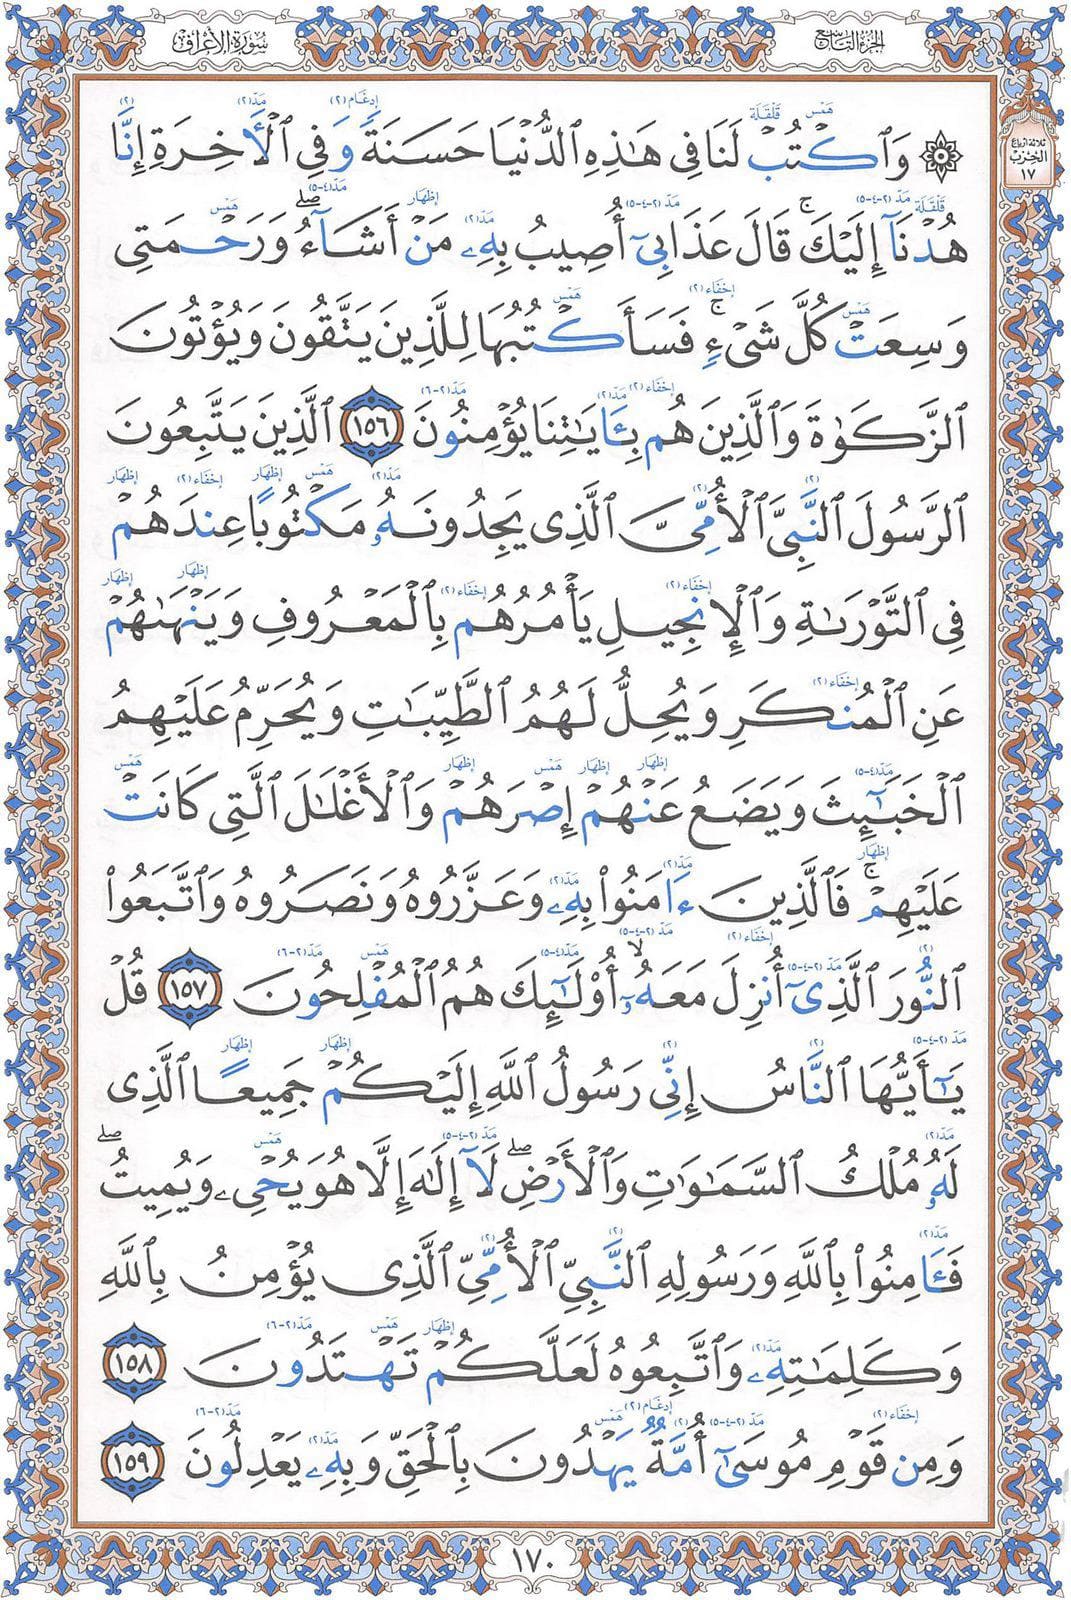 الجزء التاسع
سورة الأعراف
ثلاثة أرباع
الحزب
١٧
۞ وَٱكۡتُبۡ لَنَا فِي هَٰذِهِ ٱلدُّنۡيَا حَسَنَةٗ وَفِي ٱلۡأٓخِرَةِ إِنَّا
هُدۡنَآ إِلَيۡكَۚ قَالَ عَذَابِيٓ أُصِيبُ بِهِۦ مَنۡ أَشَآءُۖ وَرَحۡمَتِي
وَسِعَتۡ كُلَّ شَيۡءٖۚ فَسَأَكۡتُبُهَا لِلَّذِينَ يَتَّقُونَ وَيُؤۡتُونَ
ٱلزَّكَوٰةَ وَٱلَّذِينَ هُم بِـَٔايَٰتِنَا يُؤۡمِنُونَ ١٥٦ ٱلَّذِينَ يَتَّبِعُونَ
ٱلرَّسُولَ ٱلنَّبِيَّ ٱلۡأُمِّيَّ ٱلَّذِي يَجِدُونَهُۥ مَكۡتُوبًا عِندَهُمۡ
فِي ٱلتَّوۡرَىٰةِ وَٱلۡإِنجِيلِ يَأۡمُرُهُم بِٱلۡمَعۡرُوفِ وَيَنۡهَىٰهُمۡ
عَنِ ٱلۡمُنكَرِ وَيُحِلُّ لَهُمُ ٱلطَّيِّبَٰتِ وَيُحَرِّمُ عَلَيۡهِمُ
ٱلۡخَبَٰٓئِثَ وَيَضَعُ عَنۡهُمۡ إِصۡرَهُمۡ وَٱلۡأَغۡلَٰلَ ٱلَّتِي كَانَتۡ
عَلَيۡهِمۡۚ فَٱلَّذِينَ ءَامَنُواْ بِهِۦ وَعَزَّرُوهُ وَنَصَرُوهُ وَٱتَّبَعُواْ
ٱلنُّورَ ٱلَّذِيٓ أُنزِلَ مَعَهُۥٓ أُوْلَٰٓئِكَ هُمُ ٱلۡمُفۡلِحُونَ ١٥٧ قُلۡ
يَٰٓأَيُّهَا ٱلنَّاسُ إِنِّي رَسُولُ ٱللَّهِ إِلَيۡكُمۡ جَمِيعًا ٱلَّذِي
لَهُۥ مُلۡكُ ٱلسَّمَٰوَٰتِ وَٱلۡأَرۡضِۖ لَآ إِلَٰهَ إِلَّا هُوَ يُحۡيِۦ وَيُمِيتُۖ
فَـَٔامِنُواْ بِٱللَّهِ وَرَسُولِهِ ٱلنَّبِيِّ ٱلۡأُمِّيِّ ٱلَّذِي يُؤۡمِنُ بِٱللَّهِ
وَكَلِمَٰتِهِۦ وَٱتَّبِعُوهُ لَعَلَّكُمۡ تَهۡتَدُونَ ١٥٨
وَمِن قَوۡمِ مُوسَىٰٓ أُمَّةٞ يَهۡدُونَ بِٱلۡحَقِّ وَبِهِۦ يَعۡدِلُونَ ١٥٩
١٧٠